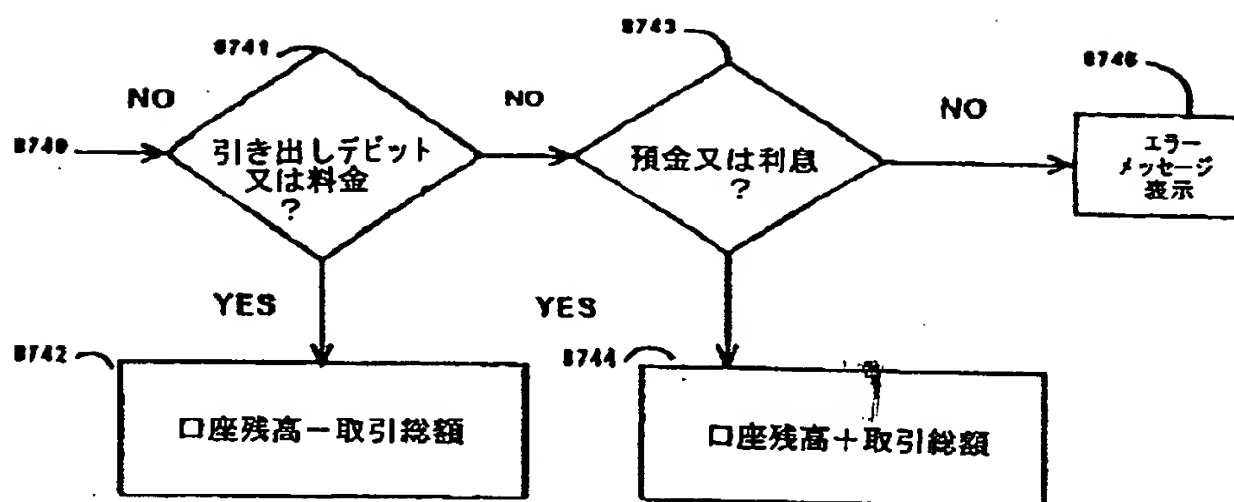 8741
8743
8745
NO
NO
NO
8740
引き出しデビット
又は料金
?
預金又は利息
?
エラー
メッセージ
表示
YES
YES
8742
8744
口座残高-取引総額
口座残高+取引総額